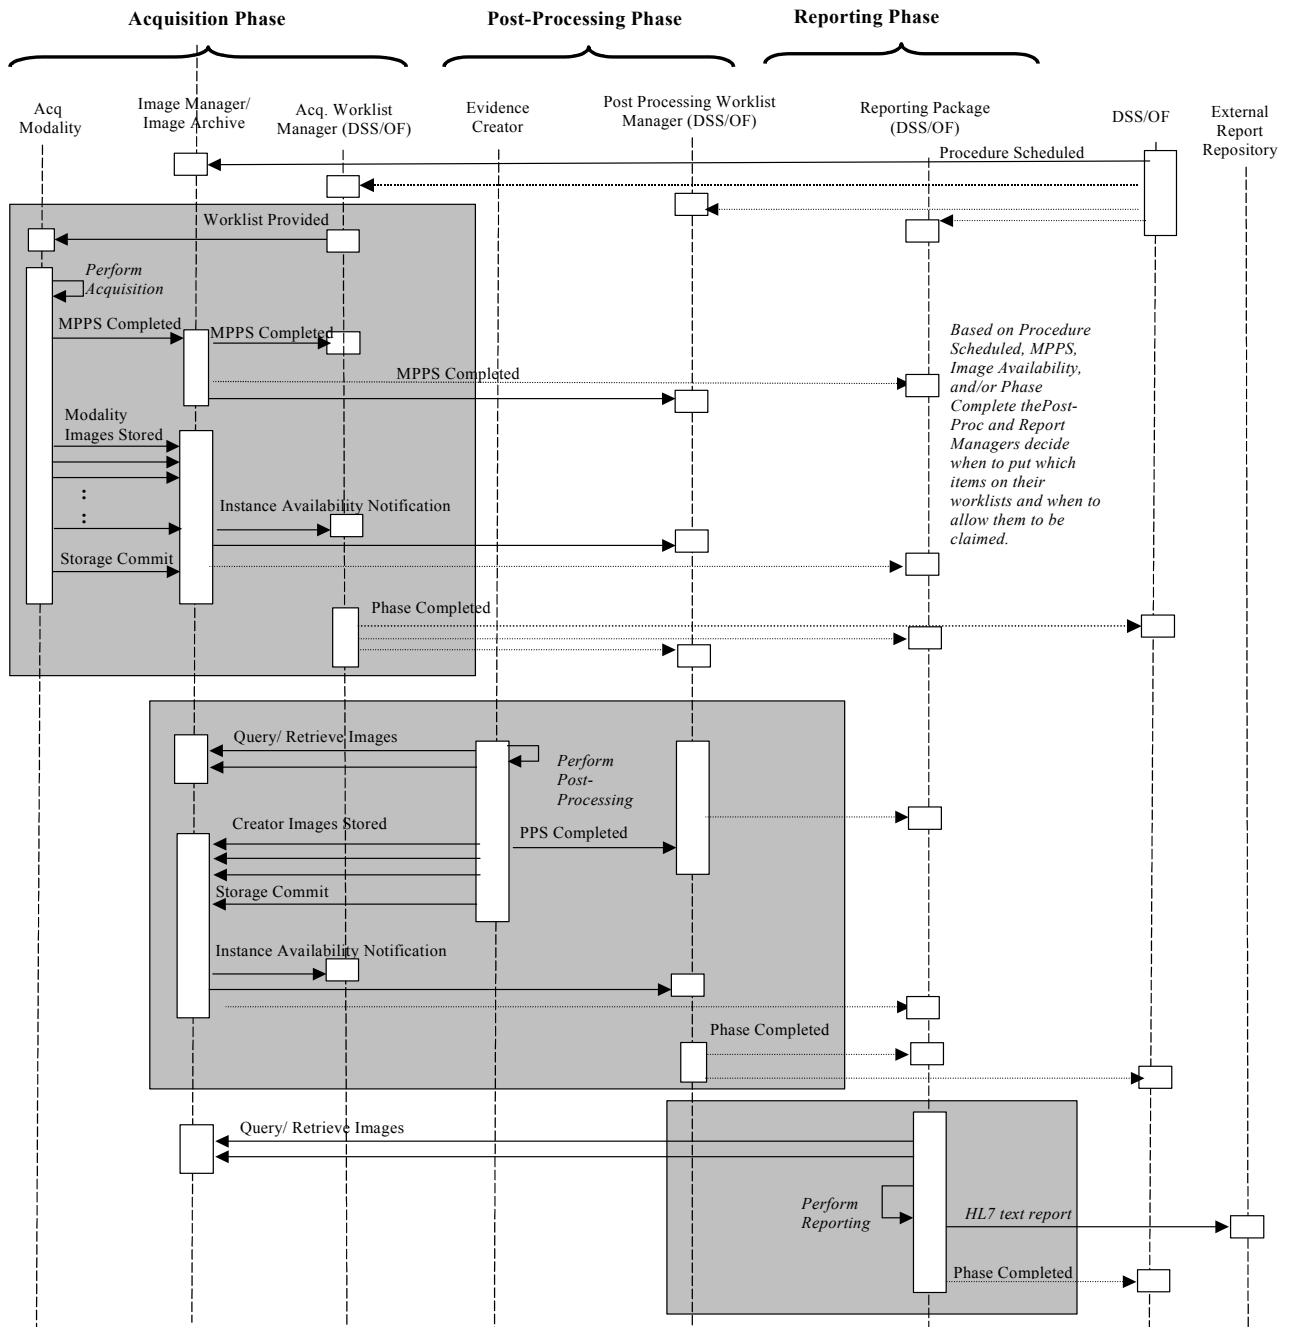 Acquisition Phase
Post-Processing Phase
Reporting Phase
Acq
Modality
Image Manager/
Image Archive
Acq. Worklist
Manager (DSS/OF)
Evidence
Creator
Post Processing Worklist
Manager (DSS/OF)
Reporting Package
(DSS/OF)
DSS/OF
External
Report
Repository
Procedure Scheduled
Worklist Provided
Perform
Acquisition
MPPS Completed
MPPS Completed
MPPS Completed
Based on Procedure
Scheduled, MPPS,
Image Availability,
and/or Phase
Complete thePost-
Proc and Report
Managers decide
when to put which
items on their
worklists and when to
allow them to be
claimed.
Modality
Images Stored
:
:
Instance Availability Notification
Storage Commit
Phase Completed
Query/ Retrieve Images
Perform
Post-
Processing
Creator Images Stored
PPS Completed
Storage Commit
Instance Availability Notification
Phase Completed
Query/ Retrieve Images
Perform
Reporting
HL7 text report
Phase Completed